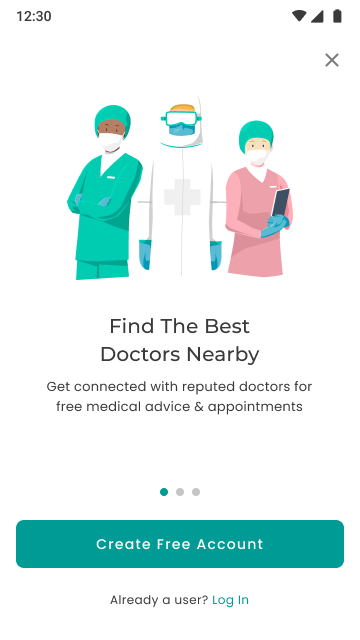 12:30
Find The Best
Doctors Nearby
Get connected with reputed doctors for
free medical advice & appointments
Create Free Account
Already a user? Log In